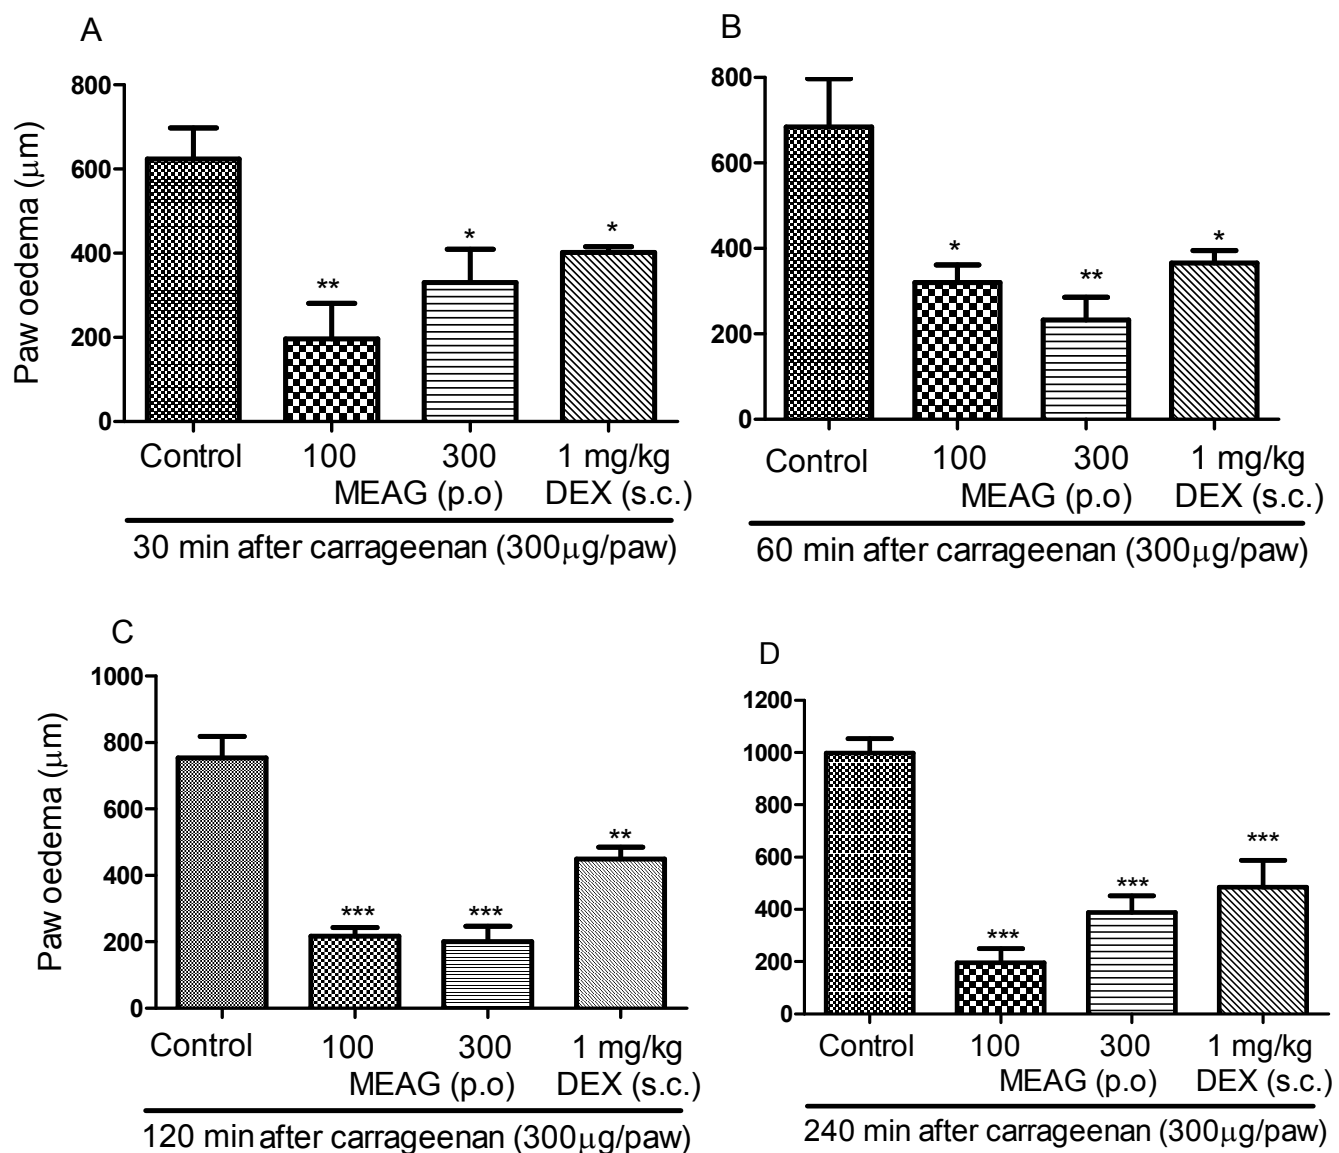 A
Paw oedema (μm)
800
600
400
200
0
** * *
Control 100 300 1 mg/kg
MEAG (p.o) DEX (s.c.)
30 min after carrageenan (300μg/paw)
B
800
600
400
200
0
* ** *
Control 100 300 1 mg/kg
MEAG (p.o) DEX (s.c.)
60 min after carrageenan (300μg/paw)
C
Paw oedema (μm)
1000
800
600
400
200
0
*** *** **
Control 100 300 1 mg/kg
MEAG (p.o) DEX (s.c.)
120 min after carrageenan (300μg/paw)
D
1200
1000
800
600
400
200
0
*** *** ***
Control 100 300 1 mg/kg
MEAG (p.o) DEX (s.c.)
240 min after carrageenan (300μg/paw)